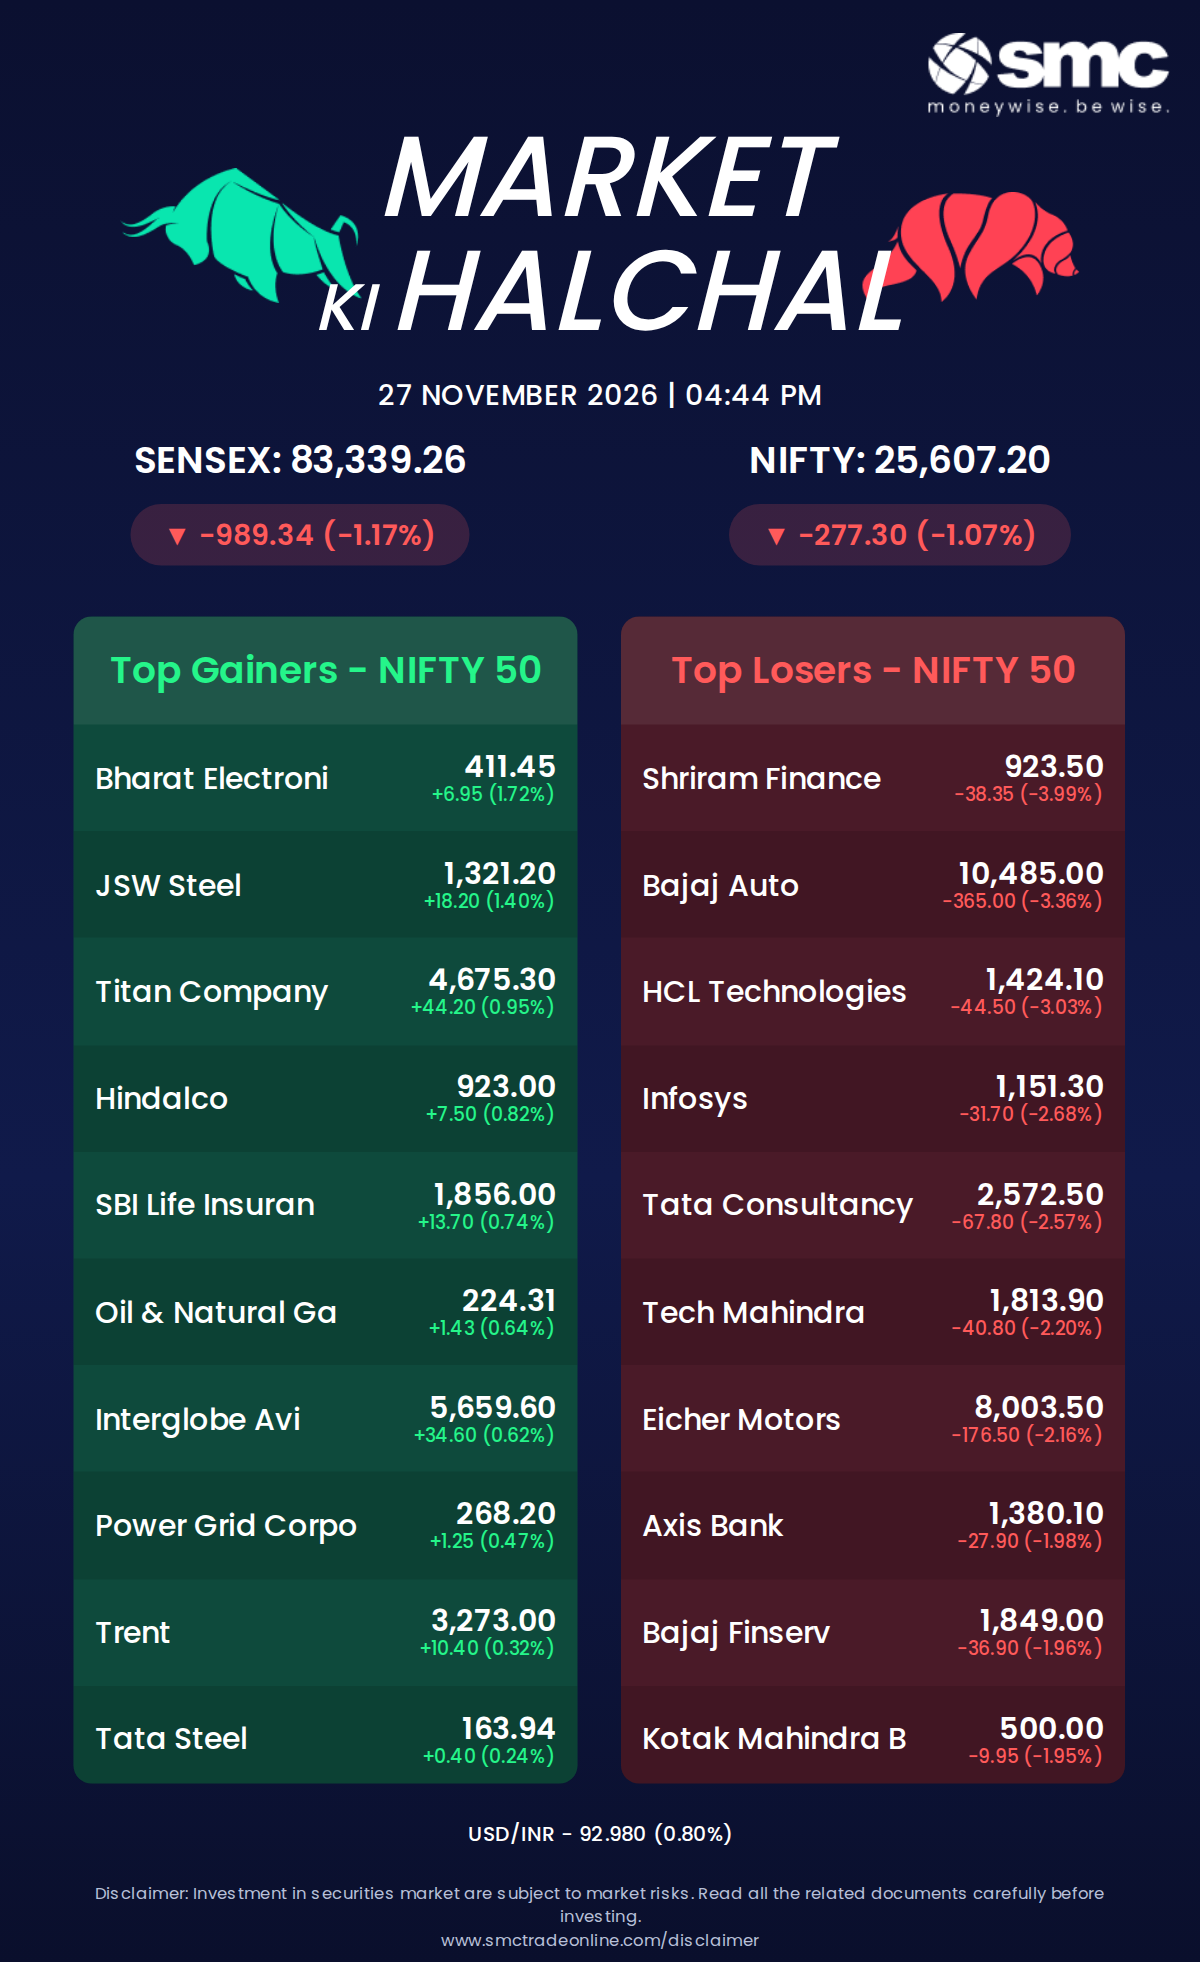 smc
moneywise. be wise.
MARKET
KI HALCHAL
27 NOVEMBER 2026 | 04:44 PM
SENSEX: 83,339.26
▼ -989.34 (-1.17%)
NIFTY: 25,607.20
▼ -277.30 (-1.07%)
Top Gainers - NIFTY 50
Bharat Electroni 411.45
+6.95 (1.72%)
JSW Steel 1,321.20
+18.20 (1.40%)
Titan Company 4,675.30
+44.20 (0.95%)
Hindalco 923.00
+7.50 (0.82%)
SBI Life Insuran 1,856.00
+13.70 (0.74%)
Oil & Natural Ga 224.31
+1.43 (0.64%)
Interglobe Avi 5,659.60
+34.60 (0.62%)
Power Grid Corpo 268.20
+1.25 (0.47%)
Trent 3,273.00
+10.40 (0.32%)
Tata Steel 163.94
+0.40 (0.24%)
Top Losers - NIFTY 50
Shriram Finance 923.50
-38.35 (-3.99%)
Bajaj Auto 10,485.00
-365.00 (-3.36%)
HCL Technologies 1,424.10
-44.50 (-3.03%)
Infosys 1,151.30
-31.70 (-2.68%)
Tata Consultancy 2,572.50
-67.80 (-2.57%)
Tech Mahindra 1,813.90
-40.80 (-2.20%)
Eicher Motors 8,003.50
-176.50 (-2.16%)
Axis Bank 1,380.10
-27.90 (-1.98%)
Bajaj Finserv 1,849.00
-36.90 (-1.96%)
Kotak Mahindra B 500.00
-9.95 (-1.95%)
USD/INR - 92.980 (0.80%)
Disclaimer: Investment in securities market are subject to market risks. Read all the related documents carefully before
investing.
www.smctradeonline.com/disclaimer